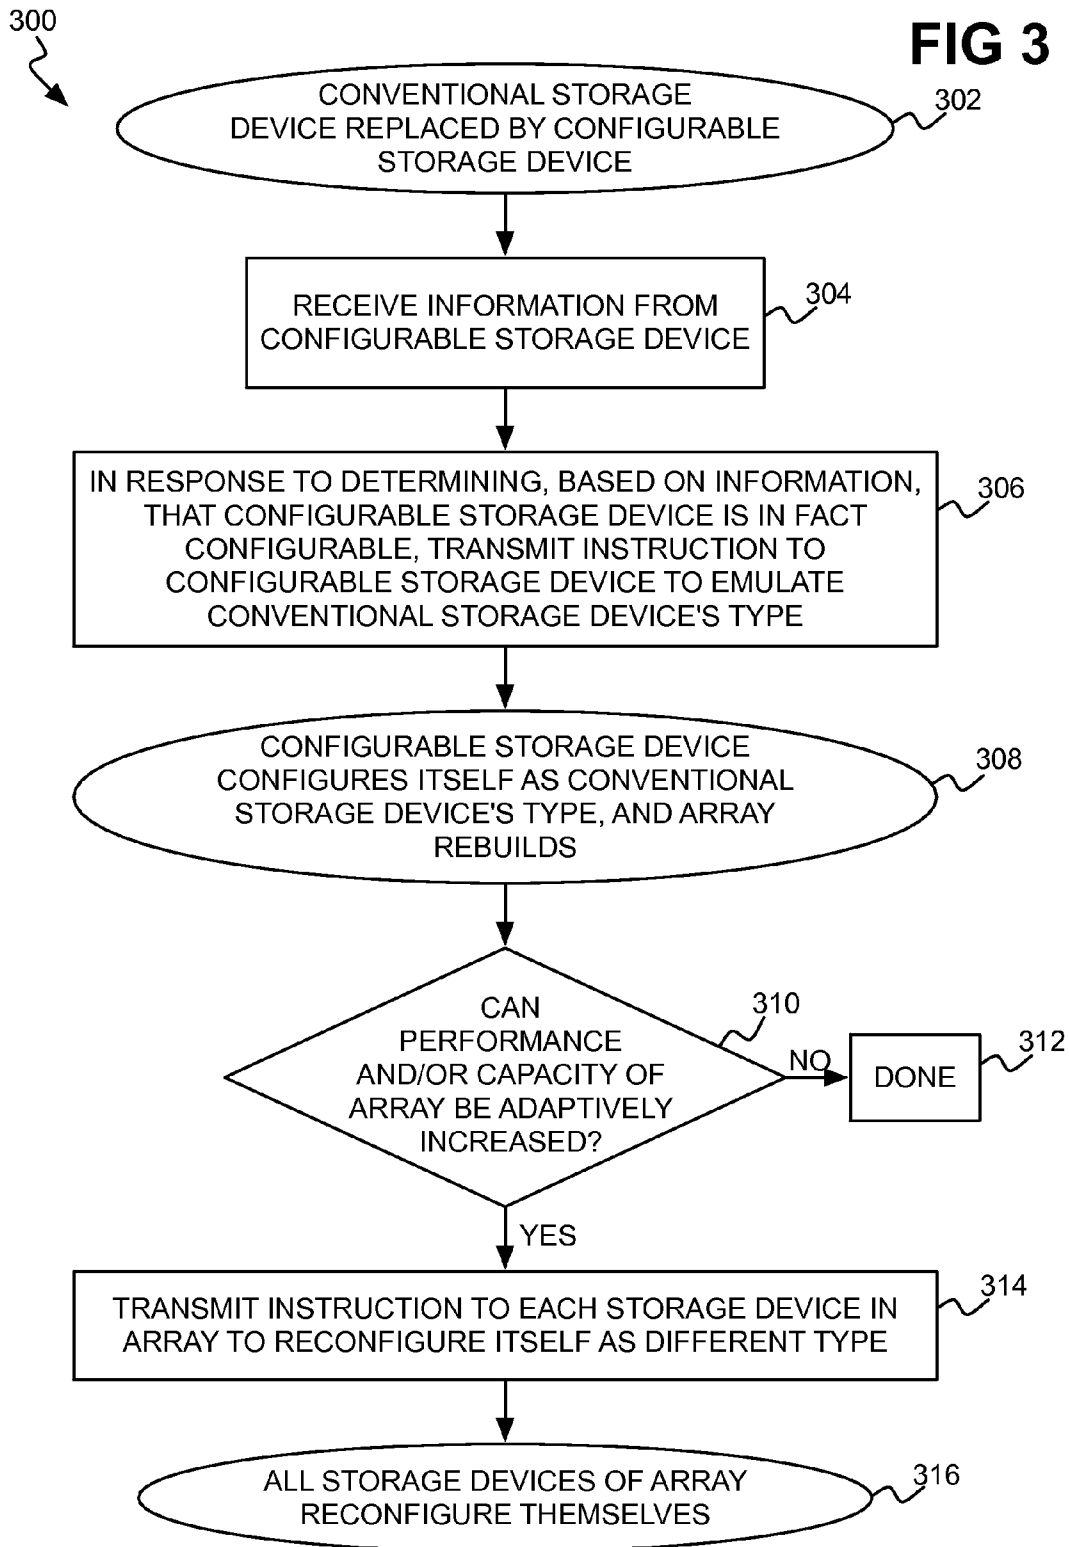 300
FIG 3
CONVENTIONAL STORAGE
DEVICE REPLACED BY CONFIGURABLE
STORAGE DEVICE
302
RECEIVE INFORMATION FROM
CONFIGURABLE STORAGE DEVICE
304
IN RESPONSE TO DETERMINING, BASED ON INFORMATION,
THAT CONFIGURABLE STORAGE DEVICE IS IN FACT
CONFIGURABLE, TRANSMIT INSTRUCTION TO
CONFIGURABLE STORAGE DEVICE TO EMULATE
CONVENTIONAL STORAGE DEVICE'S TYPE
306
CONFIGURABLE STORAGE DEVICE
CONFIGURES ITSELF AS CONVENTIONAL
STORAGE DEVICE'S TYPE, AND ARRAY
REBUILDS
308
CAN
PERFORMANCE
AND/OR CAPACITY OF
ARRAY BE ADAPTIVELY
INCREASED?
310
NO
DONE
312
YES
TRANSMIT INSTRUCTION TO EACH STORAGE DEVICE IN
ARRAY TO RECONFIGURE ITSELF AS DIFFERENT TYPE
314
ALL STORAGE DEVICES OF ARRAY
RECONFIGURE THEMSELVES
316